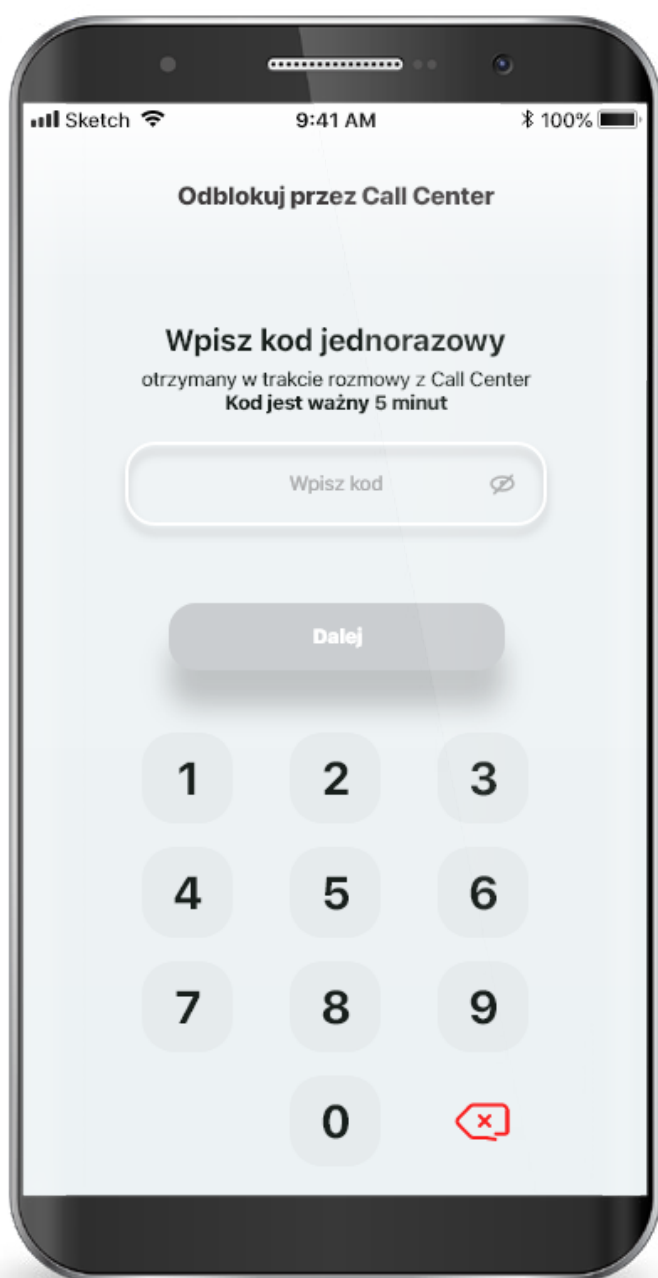 Sketch 9:41 AM 100%
Odblokuj przez Call Center
Wpisz kod jednorazowy
otrzymany w trakcie rozmowy z Call Center
Kod jest ważny 5 minut
Wpisz kod
Dalej
1 2 3
4 5 6
7 8 9
0